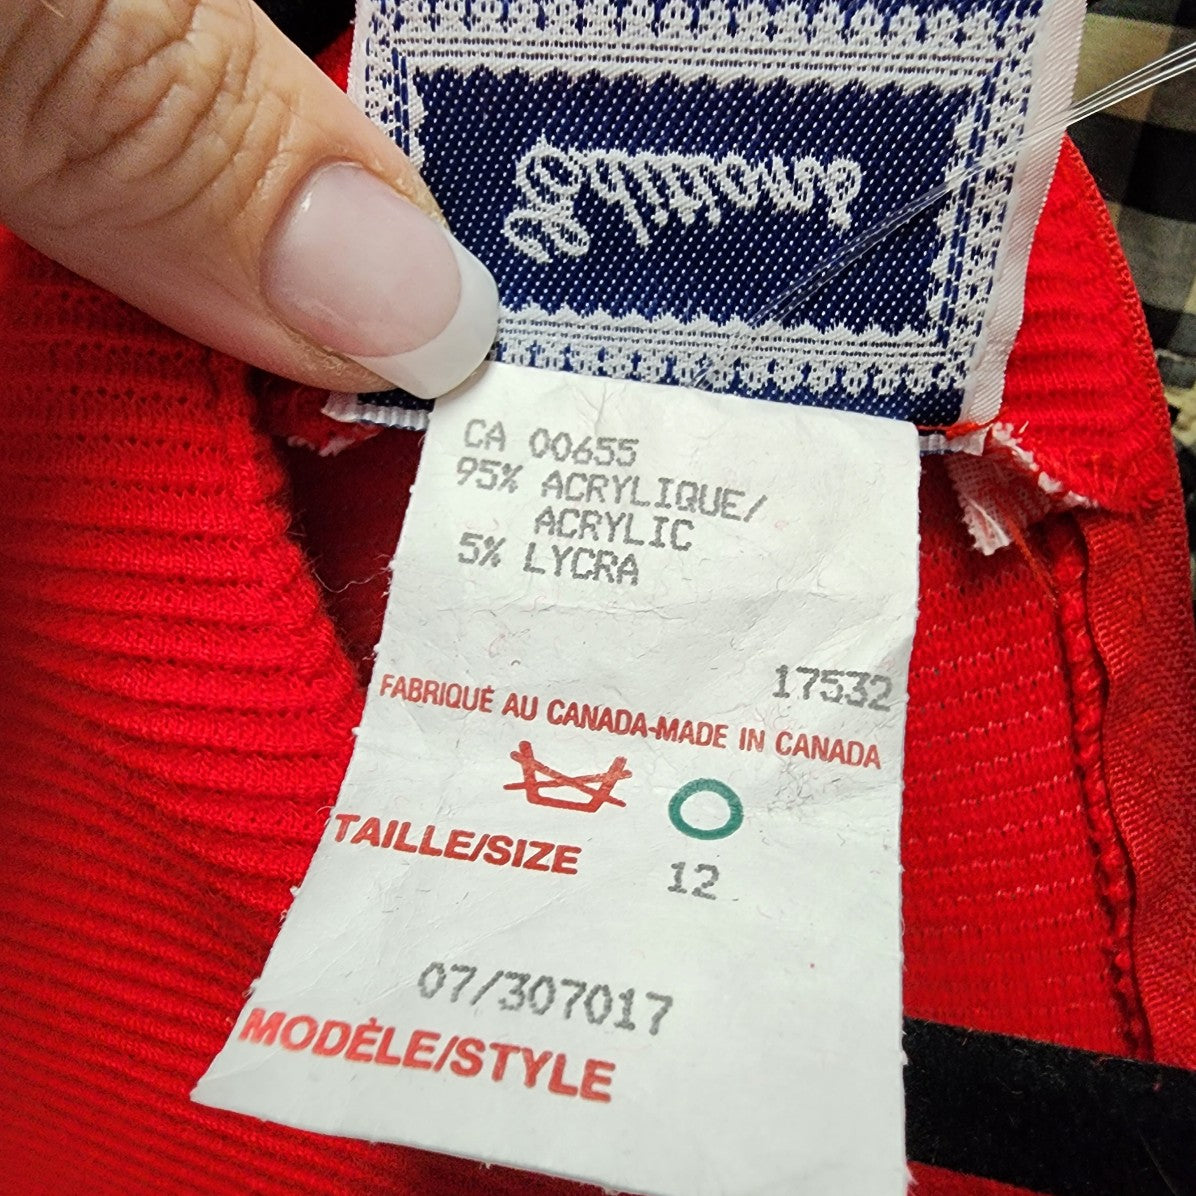 CA 00655
95% ACRYLIQUE/
ACRYLIC
5% LYCRA
17532
FABRIQUÉ AU CANADA-MADE IN CANADA
TAILLE/SIZE 12
07/307017
MODÈLE/STYLE